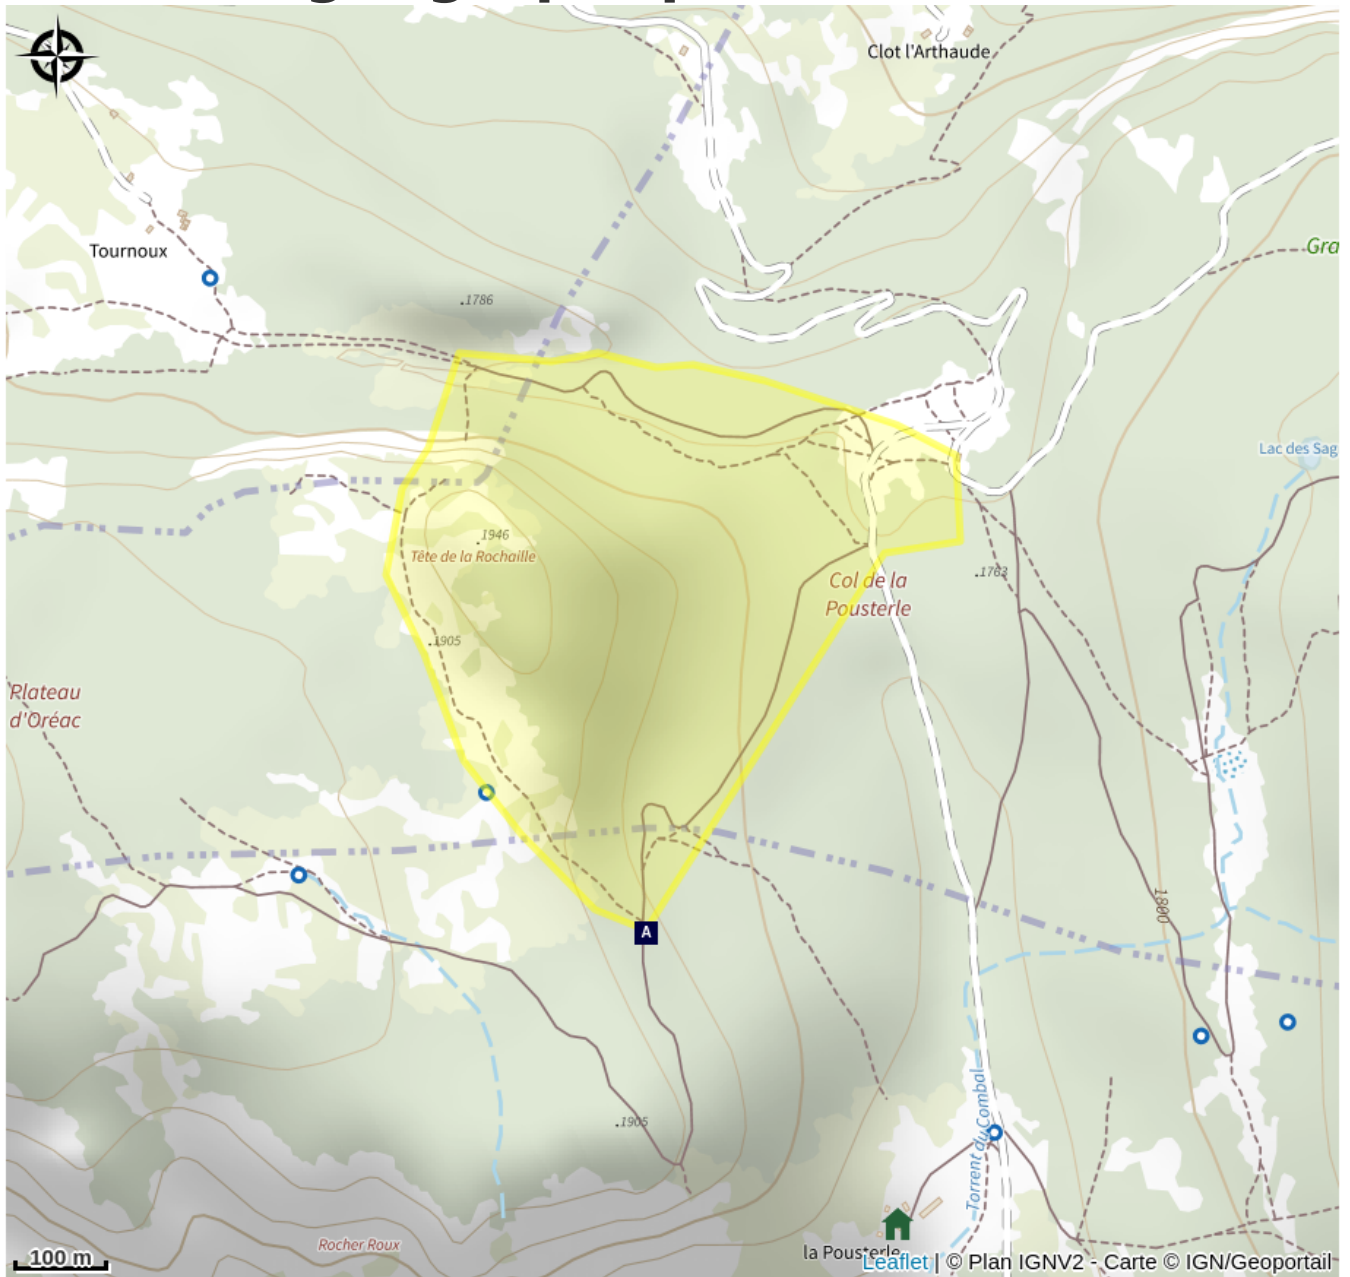 Clot l'Arthaude
Tournoux
Gra
.1786
Lac des Sag
.1946
Tête de la Rochaille
Col de la
Pousterle
.1763
.1905
Plateau
d'Oréac
1800
A
Torrent du Combal
.1905
Rocher Roux
la Pousterle
100 m
Leaflet | © Plan IGNV2 - Carte © IGN/Geoportail